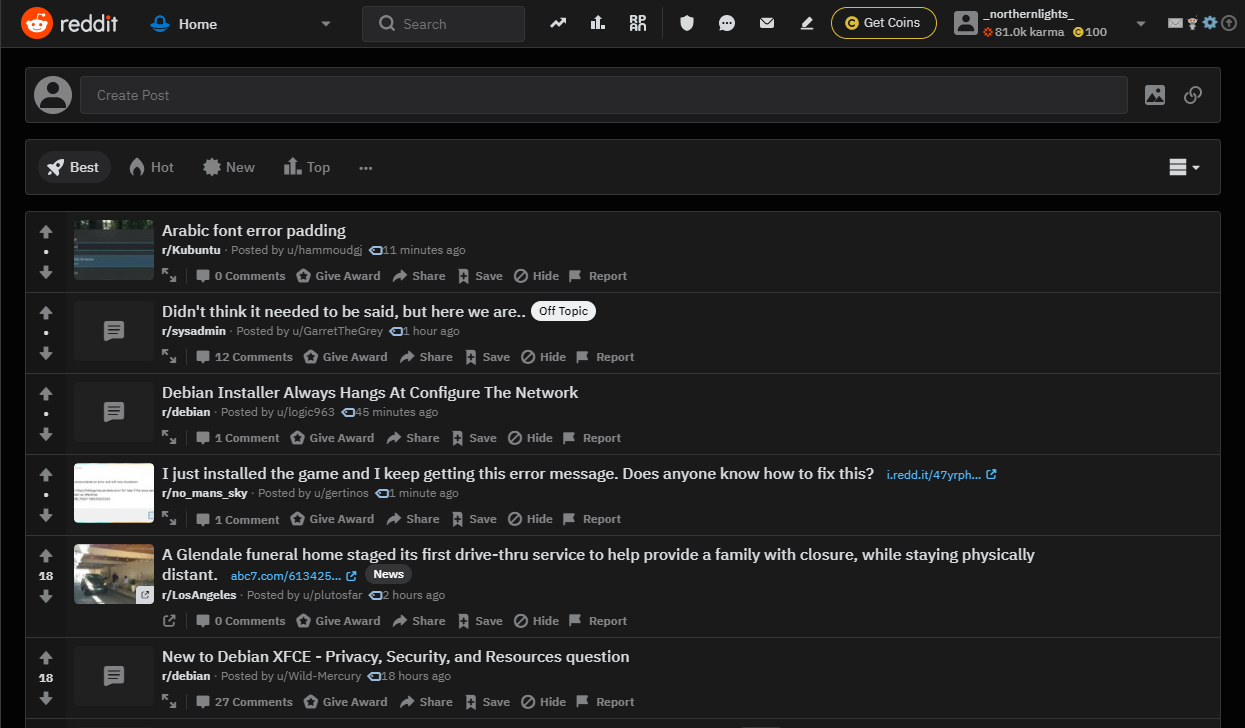 reddit
Home
Search
RP
AN
Get Coins
_northernlights_
81.0k karma
100
Create Post
Best
Hot
New
Top
Arabic font error padding
r/Kubuntu · Posted by u/hammoudgj 11 minutes ago
0 Comments Give Award Share Save Hide Report
Didn't think it needed to be said, but here we are.. Off Topic
r/sysadmin · Posted by u/GarretTheGrey 1 hour ago
12 Comments Give Award Share Save Hide Report
Debian Installer Always Hangs At Configure The Network
r/debian · Posted by u/logic963 45 minutes ago
1 Comment Give Award Share Save Hide Report
I just installed the game and I keep getting this error message. Does anyone know how to fix this? i.redd.it/47yrph...
r/no_mans_sky · Posted by u/gertinos 1 minute ago
1 Comment Give Award Share Save Hide Report
A Glendale funeral home staged its first drive-thru service to help provide a family with closure, while staying physically
18
distant. abc7.com/613425... News
r/LosAngeles · Posted by u/plutosfar 2 hours ago
0 Comments Give Award Share Save Hide Report
New to Debian XFCE - Privacy, Security, and Resources question
18
r/debian · Posted by u/Wild-Mercury 18 hours ago
27 Comments Give Award Share Save Hide Report